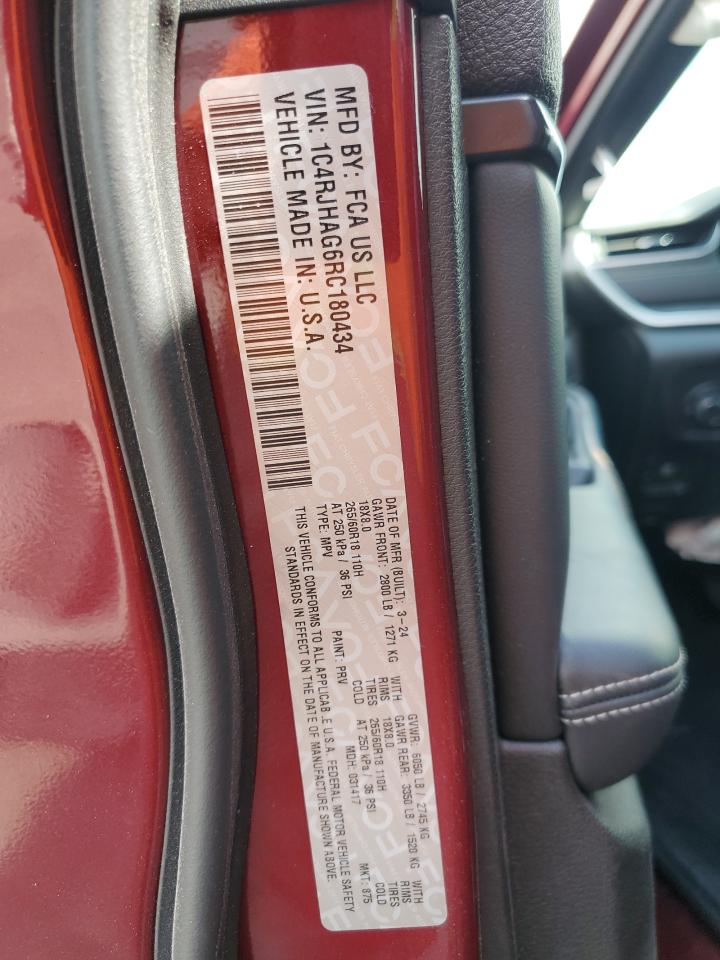 MFD BY: FCA US LLC
VIN: 1C4RJHAG6RC180434
VEHICLE MADE IN: U.S.A.
DATE OF MFR (BUILT): 3-24 GVWR: 6050 LB / 2745 KG
GAWR FRONT: 2800 LB / 1271 KG WITH GAWR REAR: 3350 LB / 1520 KG WITH
18X8.0 RIMS 18X8.0 RIMS
265/60R18 110H TIRES 265/60R18 110H TIRES
AT 250 kPa / 36 PSI COLD AT 250 kPa / 36 PSI COLD
TYPE: MPV PAINT: PRV MDH: 031417 MKT: 875
THIS VEHICLE CONFORMS TO ALL APPLICAB.E U.S.A. FEDERAL MOTOR VEHICLE SAFETY
STANDARDS IN EFFECT ON THE DATE OF MANUFACTURE SHOWN ABOVE.